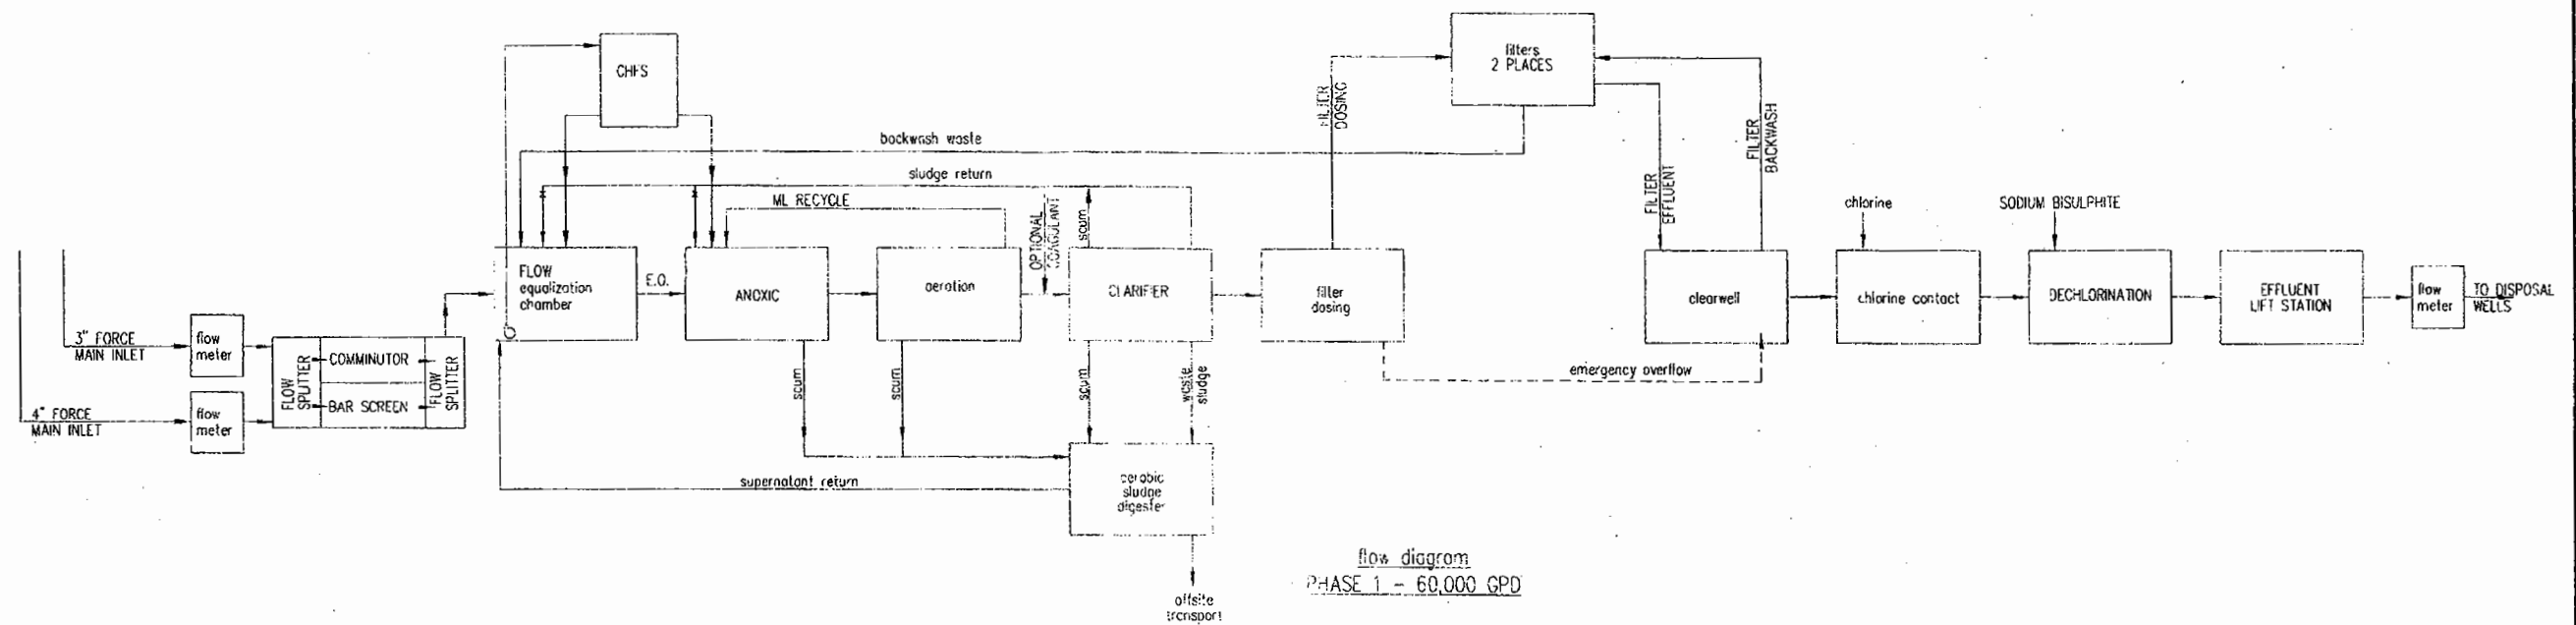 CHFS
filters
2 PLACES
FILTER
DOSING
backwash waste
sludge return
ML RECYCLE
OPTIONAL
COAGULANT
scum
FILTER
EFFLUENT
FILTER
BACKWASH
chlorine
SODIUM BISULPHITE
FLOW
equalization
chamber
E.Q.
ANOXIC
aeration
CLARIFIER
filter
dosing
clearwell
chlorine contact
DECHLORINATION
EFFLUENT
LIFT STATION
flow
meter
TO DISPOSAL
WELLS
3" FORCE
MAIN INLET
flow
meter
4" FORCE
MAIN INLET
flow
meter
FLOW
SPLITTER
COMMINUTOR
BAR SCREEN
FLOW
SPLITTER
scum
scum
scum
waste
sludge
emergency overflow
supernatant return
aerobic
sludge
digester
offsite
transport
flow diagram
PHASE 1 - 60,000 GPD